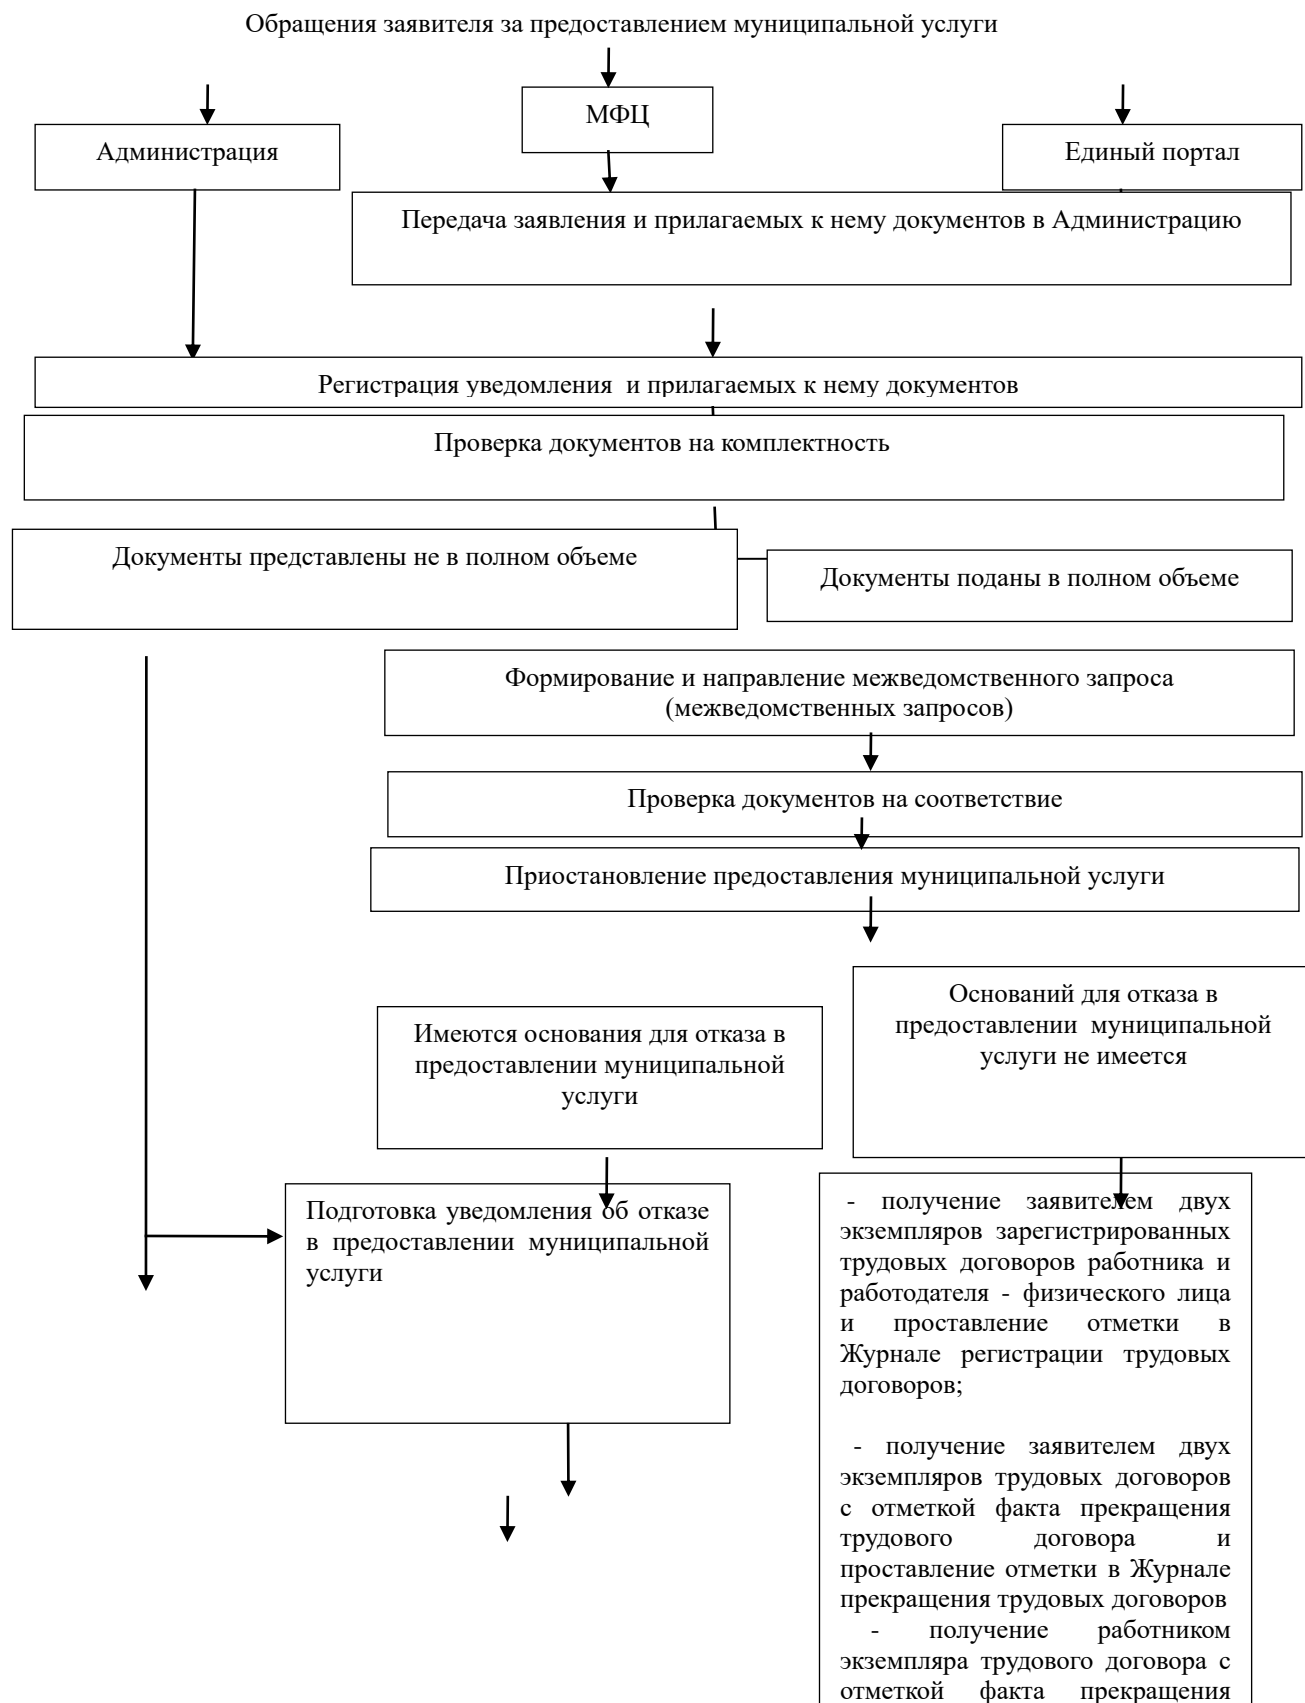 Обращения заявителя за предоставлением муниципальной услуги
МФЦ
Администрация
Единый портал
Передача заявления и прилагаемых к нему документов в Администрацию
Регистрация уведомления и прилагаемых к нему документов
Проверка документов на комплектность
Документы представлены не в полном объеме
Документы поданы в полном объеме
Формирование и направление межведомственного запроса
(межведомственных запросов)
Проверка документов на соответствие
Приостановление предоставления муниципальной услуги
Имеются основания для отказа в
предоставлении муниципальной
услуги
Оснований для отказа в
предоставлении муниципальной
услуги не имеется
Подготовка уведомления об отказе
в предоставлении муниципальной
услуги
- получение заявителем двух
экземпляров зарегистрированных
трудовых договоров работника и
работодателя - физического лица
и проставление отметки в
Журнале регистрации трудовых
договоров;
- получение заявителем двух
экземпляров трудовых договоров
с отметкой факта прекращения
трудового договора и
проставление отметки в Журнале
прекращения трудовых договоров
- получение работником
экземпляра трудового договора с
отметкой факта прекращения